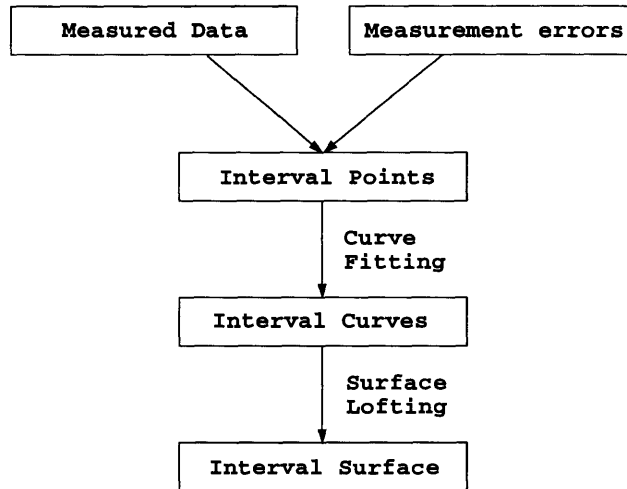 Measured Data
Measurement errors
Interval Points
Curve
Fitting
Interval Curves
Surface
Lofting
Interval Surface